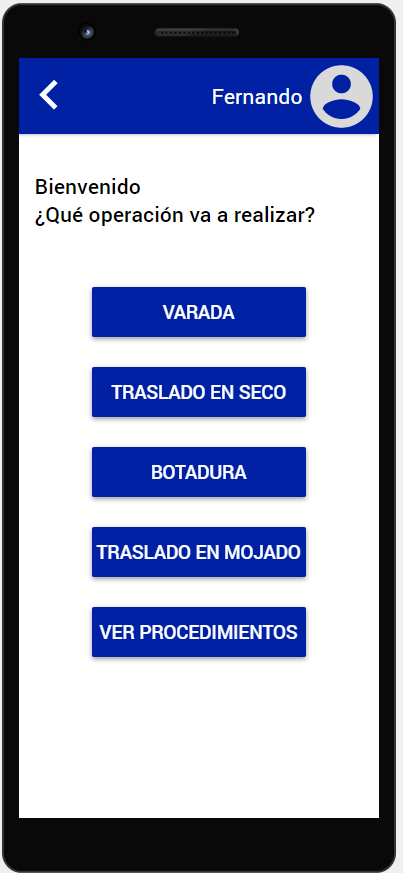 Fernando
Bienvenido
¿Qué operación va a realizar?
VARADA
TRASLADO EN SECO
BOTADURA
TRASLADO EN MOJADO
VER PROCEDIMIENTOS